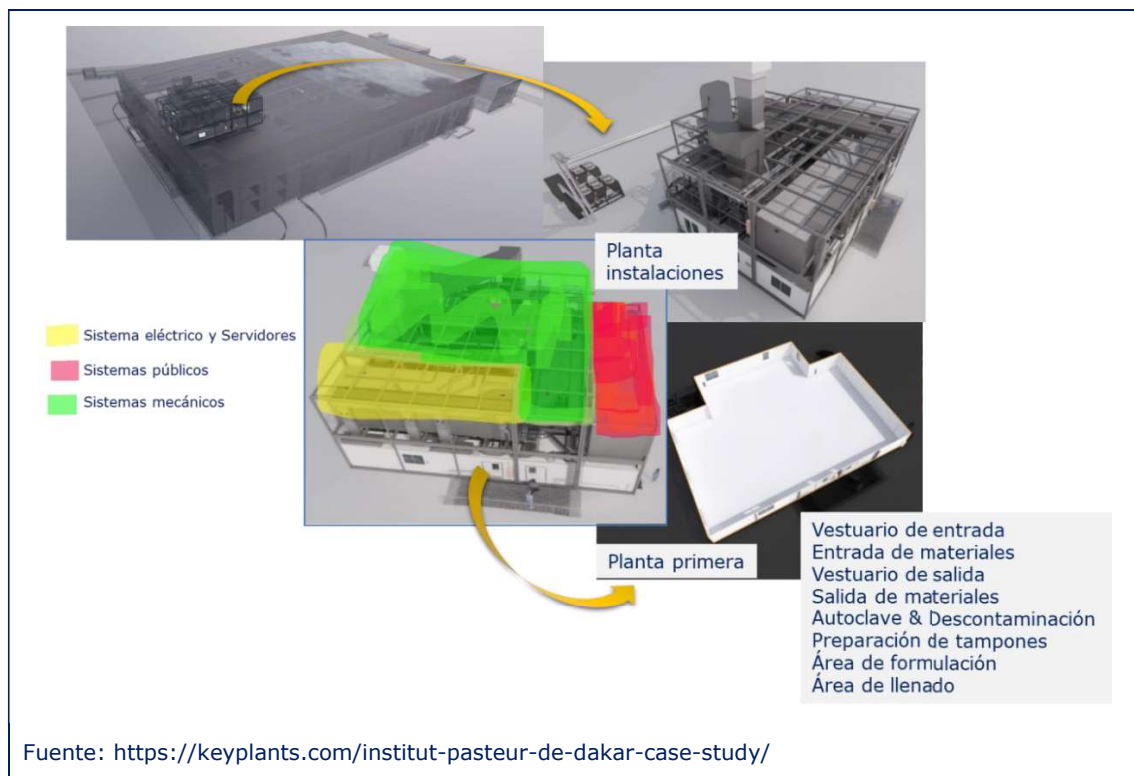 Planta
instalaciones
Sistema eléctrico y Servidores
Sistemas públicos
Sistemas mecánicos
Planta primera
Vestuario de entrada
Entrada de materiales
Vestuario de salida
Salida de materiales
Autoclave & Descontaminación
Preparación de tampones
Área de formulación
Área de llenado
Fuente: https://keyplants.com/institut-pasteur-de-dakar-case-study/